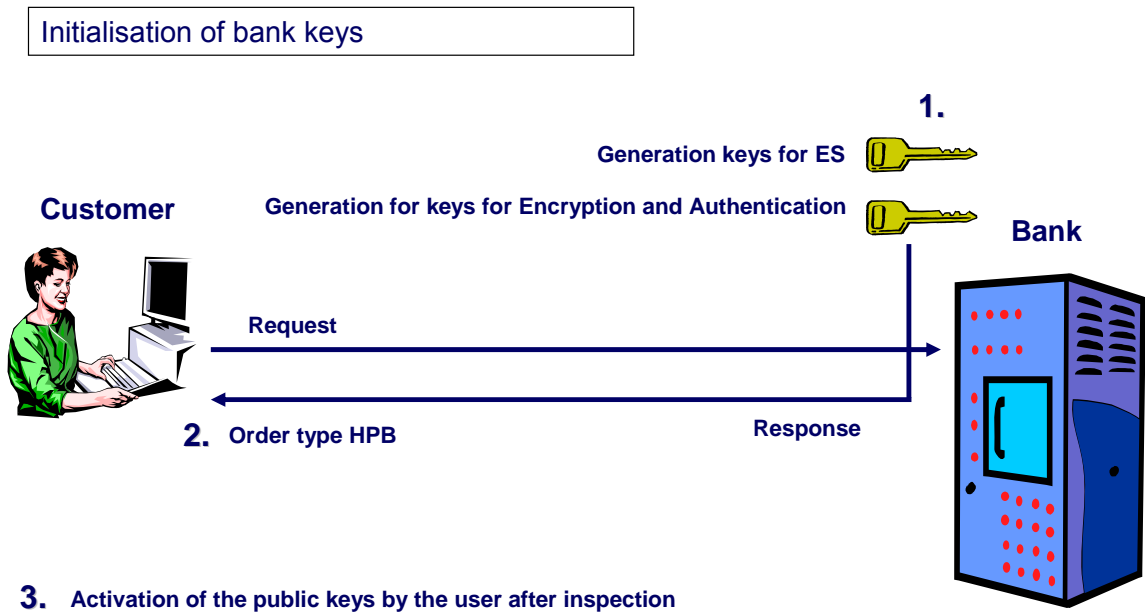 Initialisation of bank keys
1.
Generation keys for ES
Customer
Generation for keys for Encryption and Authentication
Bank
Request
2. Order type HPB
Response
3. Activation of the public keys by the user after inspection